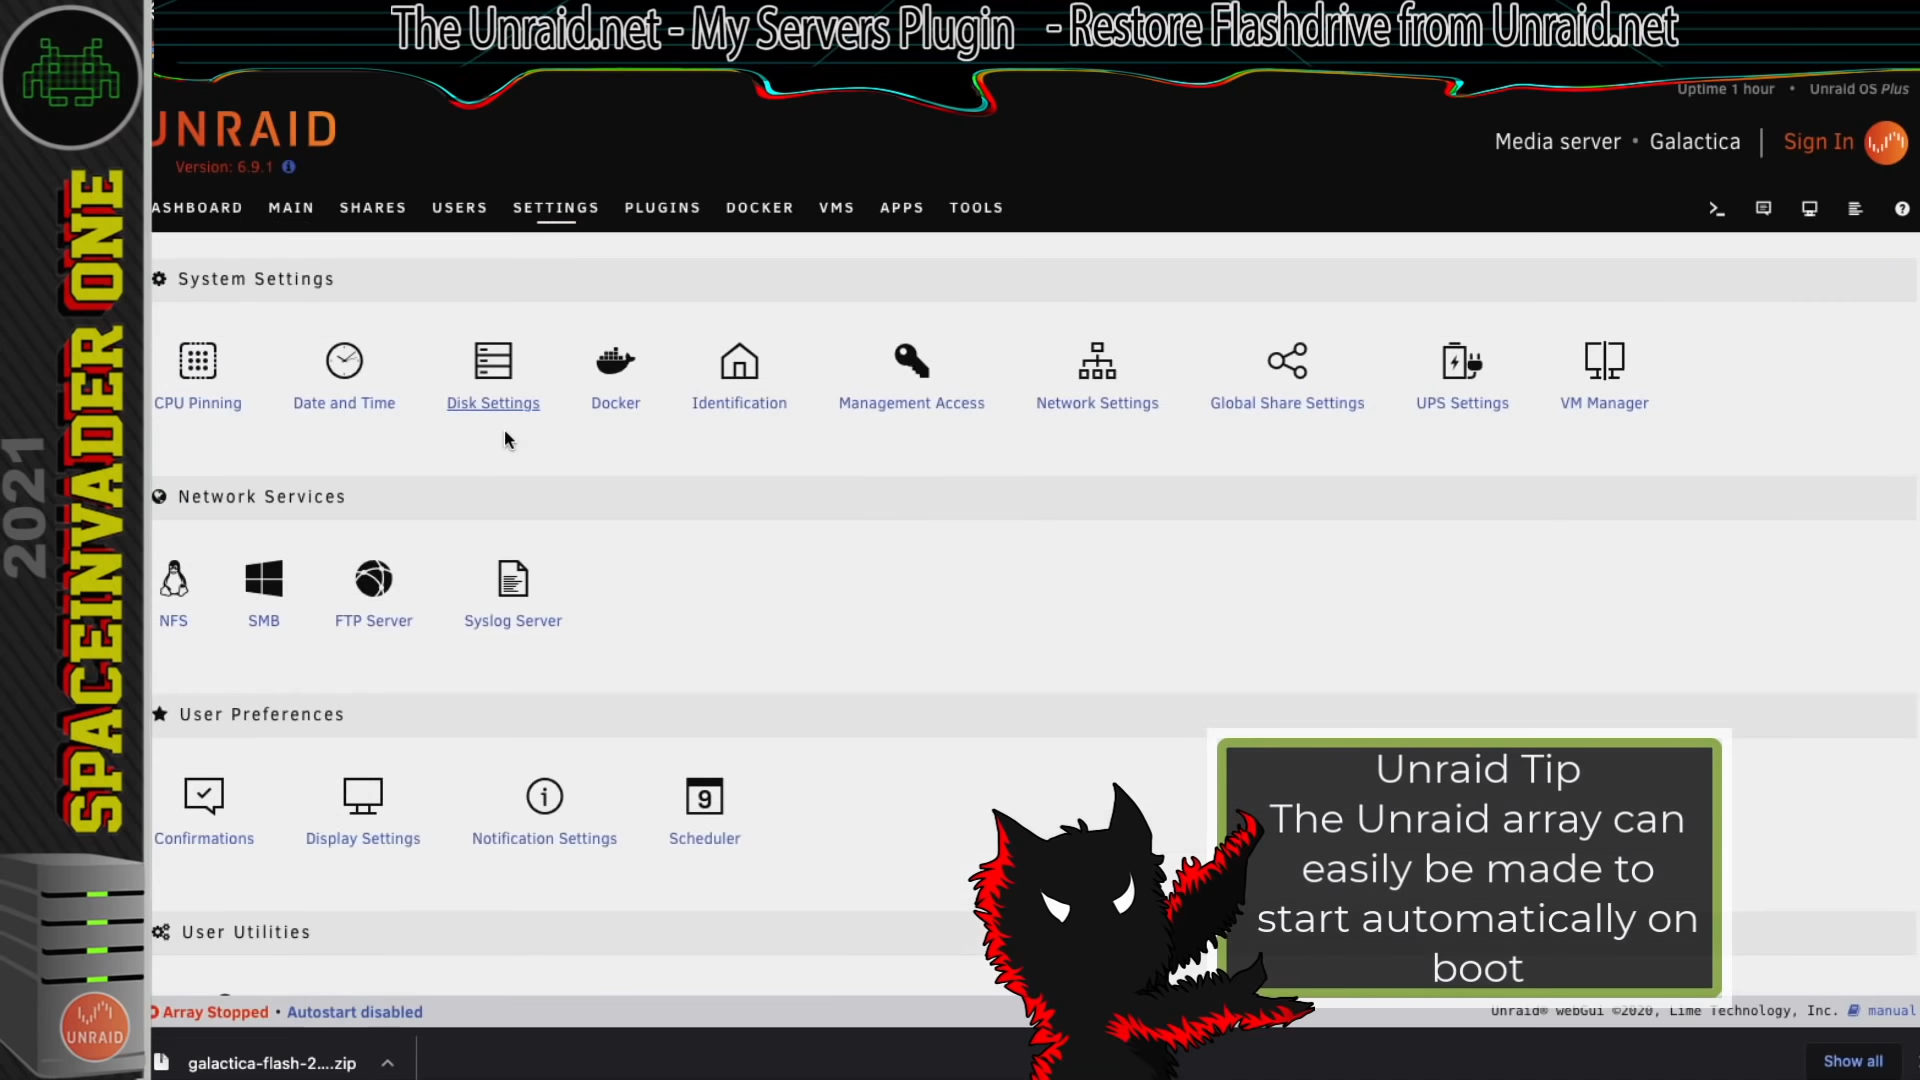 The Unraid.net - My Servers Plugin - Restore Flashdrive from Unraid.net
Uptime 1 hour • Unraid OS Plus
UNRAID
Version: 6.9.1
Media server • Galactica | Sign In
ASHBOARD MAIN SHARES USERS SETTINGS PLUGINS DOCKER VMS APPS TOOLS
System Settings
CPU Pinning Date and Time Disk Settings Docker Identification Management Access Network Settings Global Share Settings UPS Settings VM Manager
Network Services
NFS SMB FTP Server Syslog Server
User Preferences
9
Confirmations Display Settings Notification Settings Scheduler
User Utilities
Unraid Tip
The Unraid array can
easily be made to
start automatically on
boot
Array Stopped • Autostart disabled
Unraid® webGui ©2020, Lime Technology, Inc. manual
galactica-flash-2....zip
Show all
2021
SPACEINVADER ONE
UNRAID